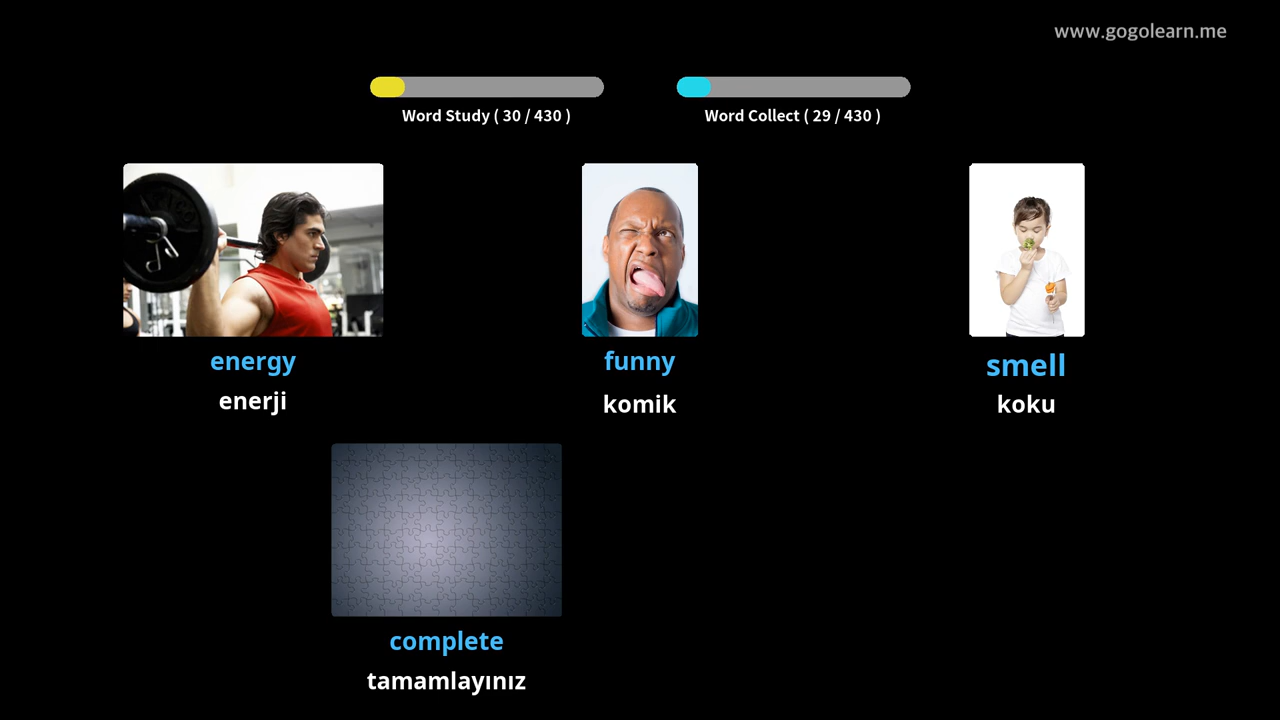 www.gogolearn.me
Word Study ( 30 / 430 )
Word Collect ( 29 / 430 )
energy
enerji
funny
komik
smell
koku
complete
tamamlayınız